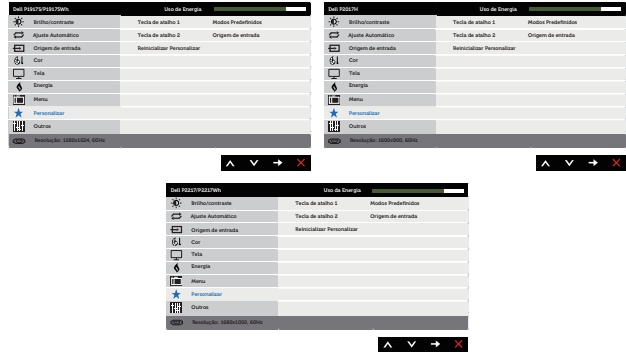 Dell P1917S/P1917SWh Uso de Energia
Brilho/contraste Tecla de atalho 1 Modos Predefinidos
Ajuste Automático Tecla de atalho 2 Origem de entrada
Origem de entrada Reinicializar Personalizar
Cor
Tela
Energia
Menu
Personalizar
Outros
Resolução: 1280x1024, 60Hz
Dell P2017H Uso de Energia
Brilho/contraste Tecla de atalho 1 Modos Predefinidos
Ajuste Automático Tecla de atalho 2 Origem de entrada
Origem de entrada Reinicializar Personalizar
Cor
Tela
Energia
Menu
Personalizar
Outros
Resolução: 1600x900, 60Hz
Dell P2217/P2217Wh Uso da Energia
Brilho/contraste Tecla de atalho 1 Modos Predefinidos
Ajuste Automático Tecla de atalho 2 Origem de entrada
Origem de entrada Reinicializar Personalizar
Cor
Tela
Energia
Menu
Personalizar
Outros
Resolução: 1680x1050, 60Hz